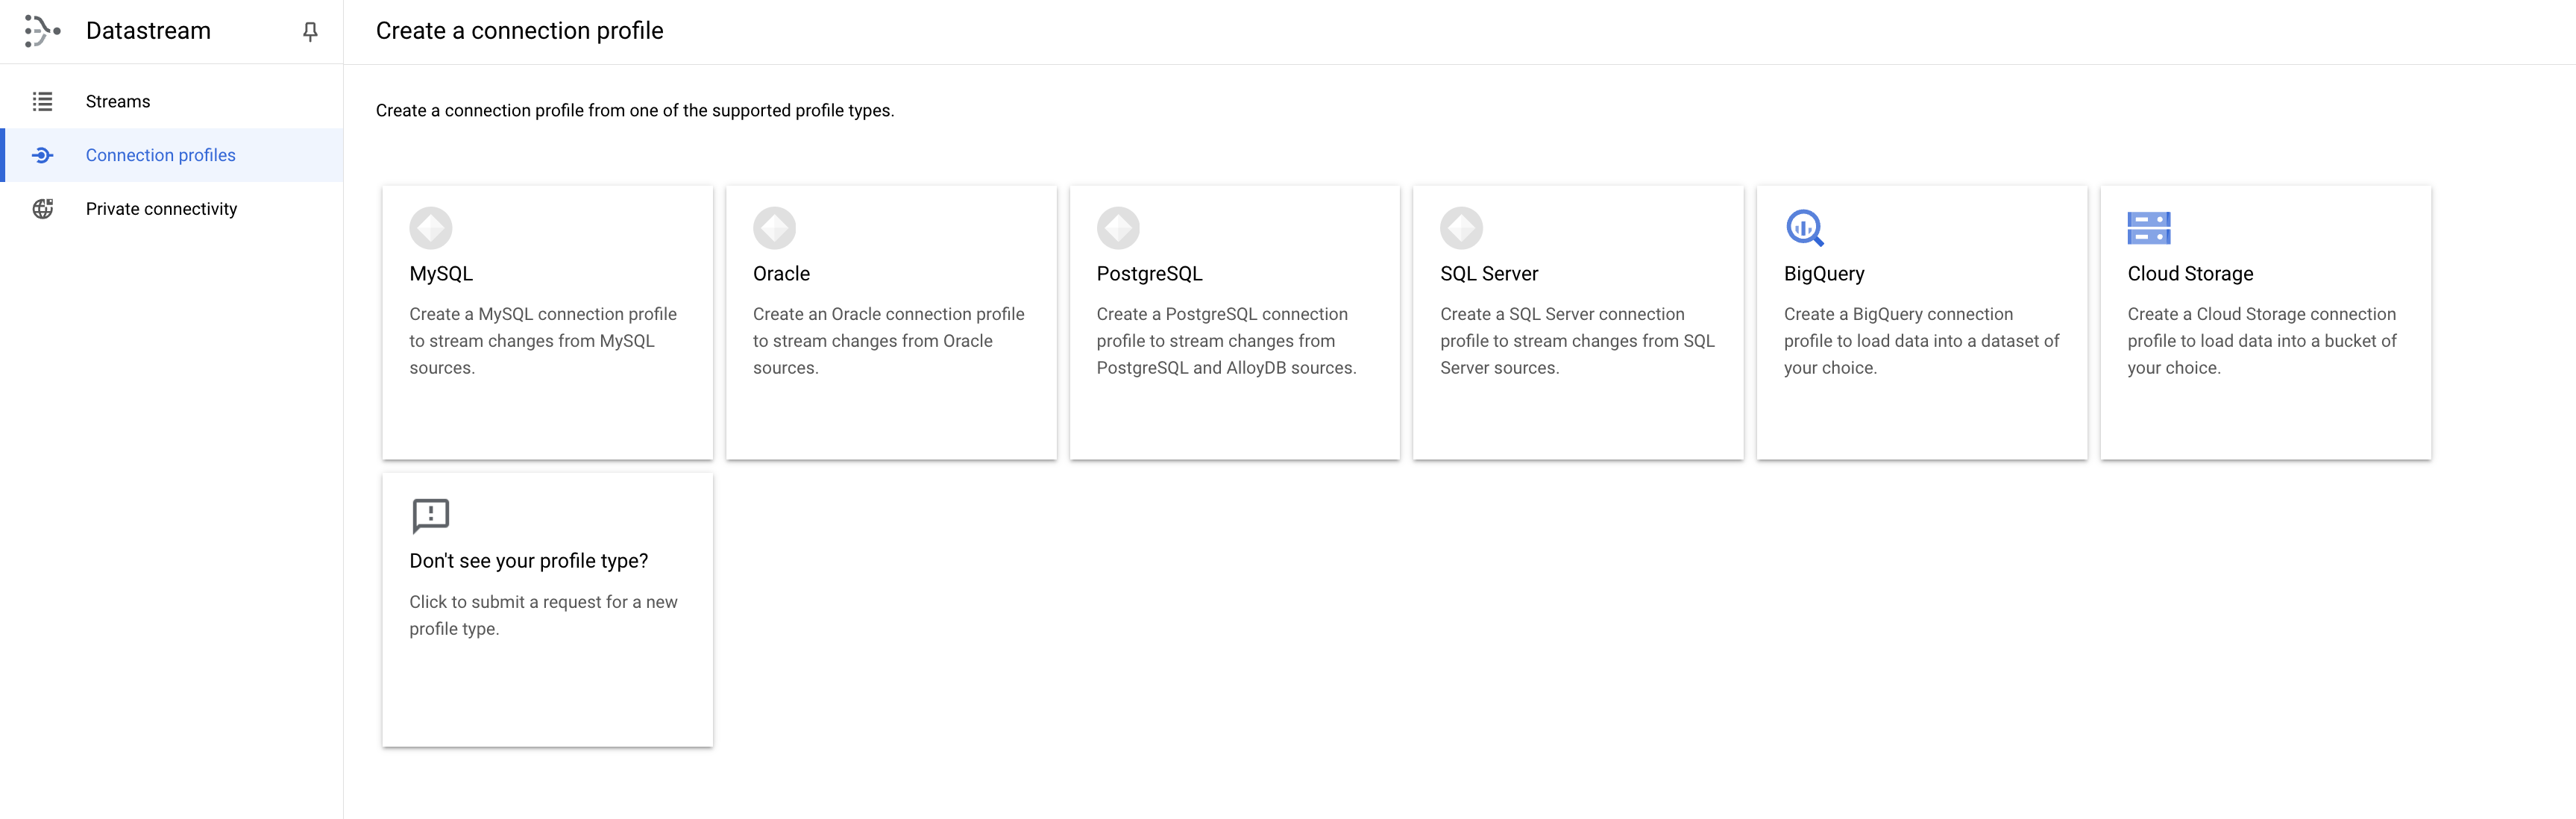 Datastream
Create a connection profile
Streams
Connection profiles
Private connectivity
Create a connection profile from one of the supported profile types.
MySQL
Create a MySQL connection profile
to stream changes from MySQL
sources.
Oracle
Create an Oracle connection profile
to stream changes from Oracle
sources.
PostgreSQL
Create a PostgreSQL connection
profile to stream changes from
PostgreSQL and AlloyDB sources.
SQL Server
Create a SQL Server connection
profile to stream changes from SQL
Server sources.
BigQuery
Create a BigQuery connection
profile to load data into a dataset of
your choice.
Cloud Storage
Create a Cloud Storage connection
profile to load data into a bucket of
your choice.
Don't see your profile type?
Click to submit a request for a new
profile type.